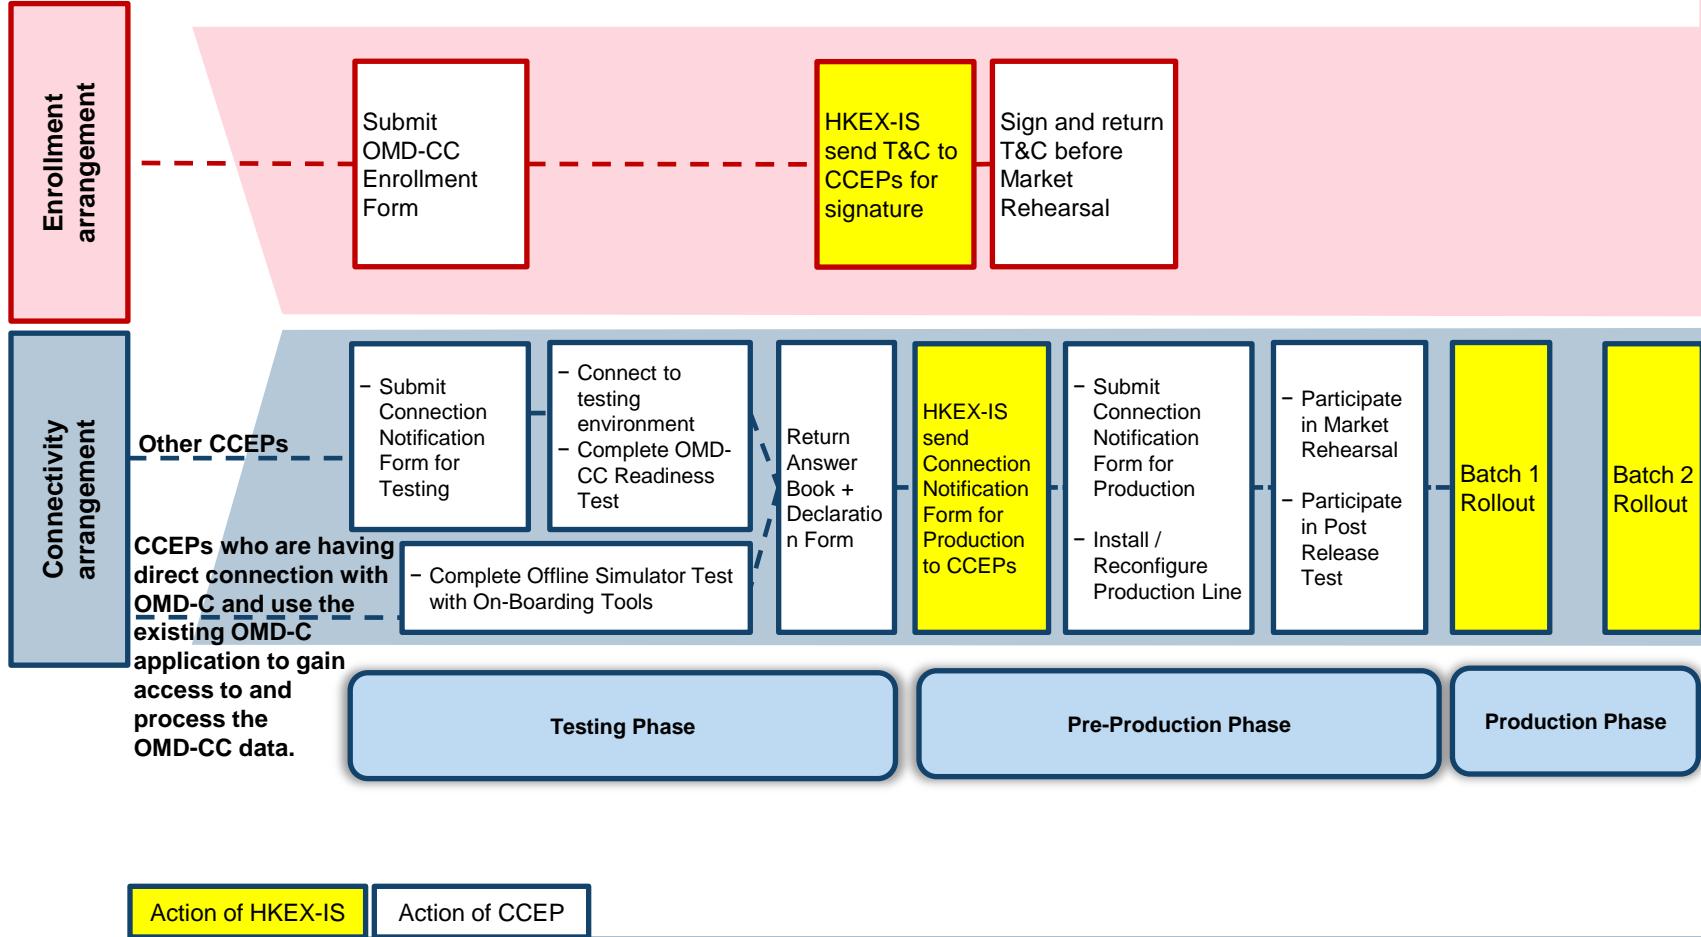 Enrollment
arrangement
Submit
OMD-CC
Enrollment
Form
HKEX-IS
send T&C to
CCEPs for
signature
Sign and return
T&C before
Market
Rehearsal
Connectivity
arrangement
Other CCEPs
CCEPs who are having
direct connection with
OMD-C and use the
existing OMD-C
application to gain
access to and
process the
OMD-CC data.
− Submit
Connection
Notification
Form for
Testing
− Connect to
testing
environment
− Complete OMD-
CC Readiness
Test
− Complete Offline Simulator Test
with On-Boarding Tools
Return
Answer
Book +
Declaratio
n Form
HKEX-IS
send
Connection
Notification
Form for
Production
to CCEPs
− Submit
Connection
Notification
Form for
Production
− Install /
Reconfigure
Production Line
− Participate
in Market
Rehearsal
− Participate
in Post
Release
Test
Batch 1
Rollout
Batch 2
Rollout
Testing Phase
Pre-Production Phase
Production Phase
Action of HKEX-IS
Action of CCEP